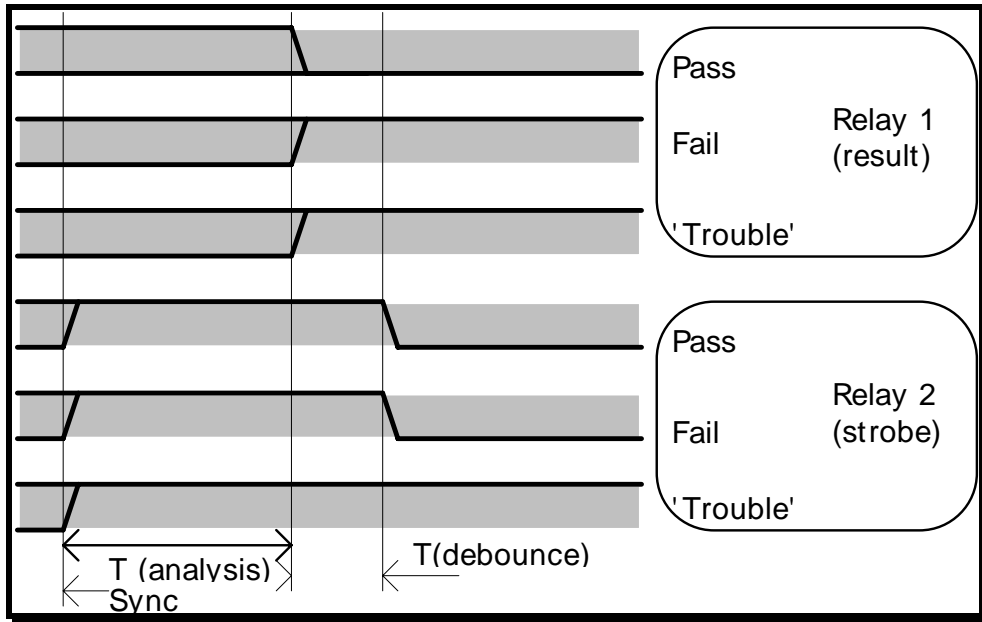 Pass
Fail
'Trouble'
Relay 1
(result)
Pass
Fail
'Trouble'
Relay 2
(strobe)
T (analysis)
T(debounce)
Sync